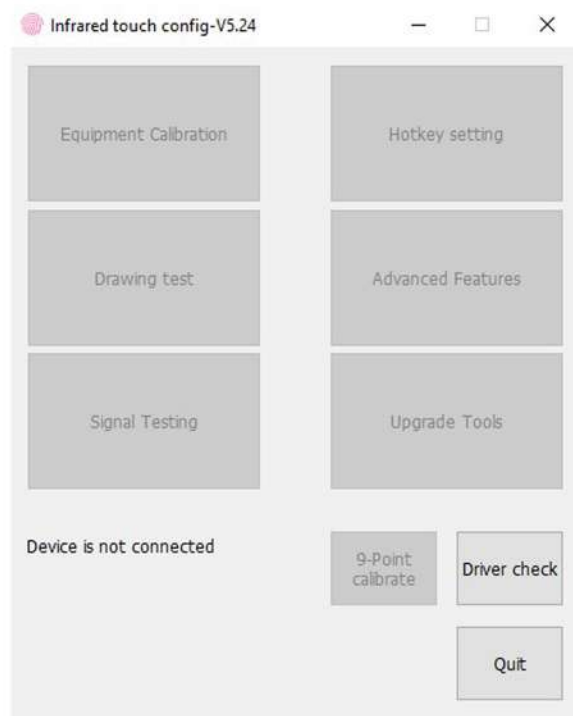 Infrared touch config-V5.24
Equipment Calibration
Hotkey setting
Drawing test
Advanced Features
Signal Testing
Upgrade Tools
Device is not connected
9-Point
calibrate
Driver check
Quit